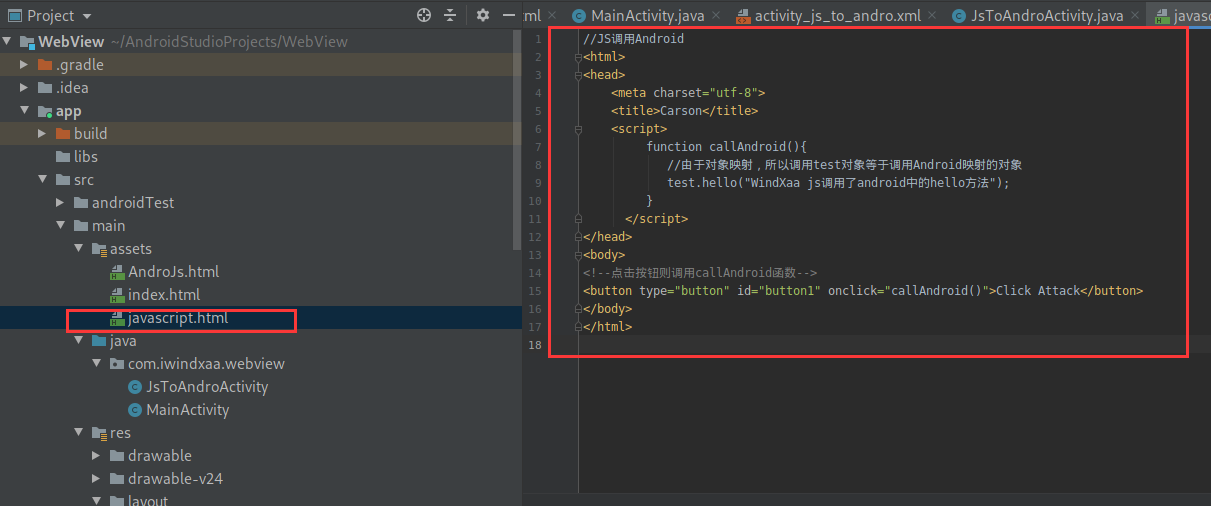 Project
WebView ~/AndroidStudioProjects/WebView
.gradle
.idea
app
build
libs
src
androidTest
main
assets
AndroJs.html
index.html
javascript.html
java
com.iwindxaa.webview
JsToAndroActivity
MainActivity
res
drawable
drawable-v24
layout
ml MainActivity.java activity_js_to_andro.xml JsToAndroActivity.java javasc
1 //JS调用Android
2 <html>
3 <head>
4 <meta charset="utf-8">
5 <title>Carson</title>
6 <script>
7 function callAndroid(){
8 //由于对象映射，所以调用test对象等于调用Android映射的对象
9 test.hello("WindXaa js调用了android中的hello方法");
10 }
11 </script>
12 </head>
13 <body>
14 <!--点击按钮则调用callAndroid函数-->
15 <button type="button" id="button1" onclick="callAndroid()">Click Attack</button>
16 </body>
17 </html>
18